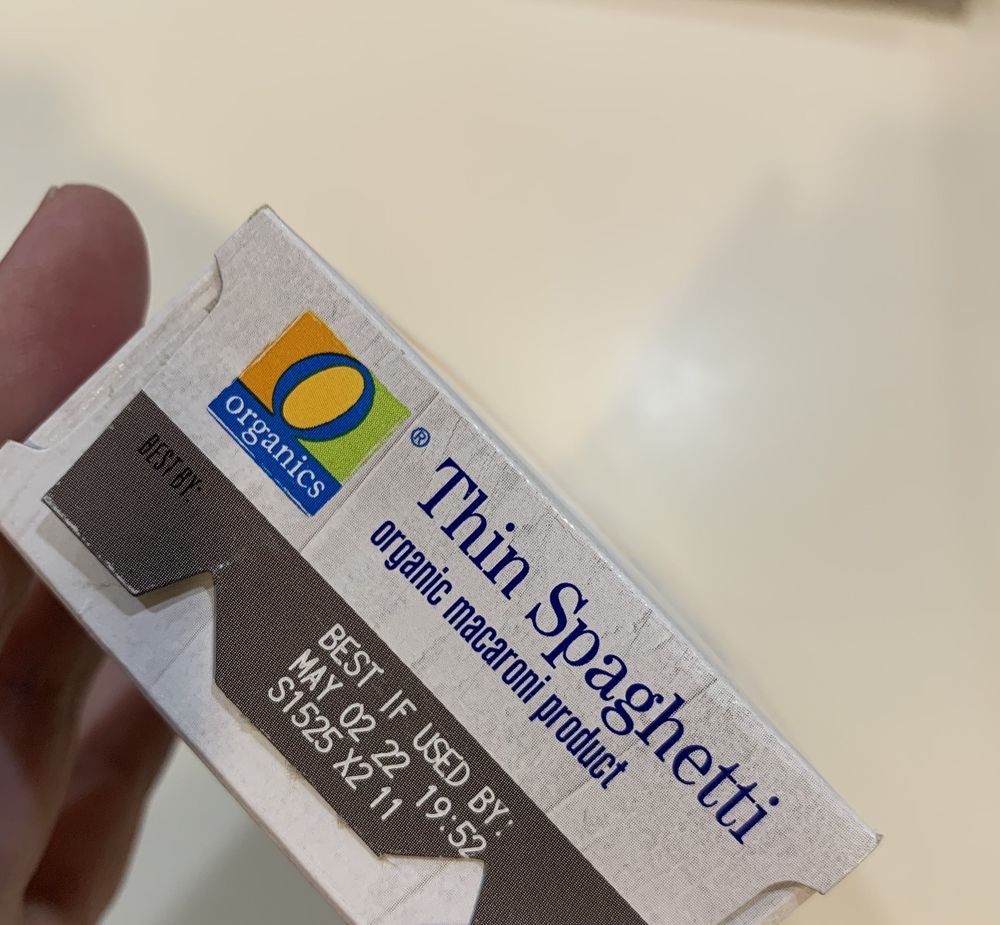 O
organics®
Thin Spaghetti
organic macaroni product
BEST BY:
BEST IF USED BY:
MAY 02 22 19:52
S1525 X2 11